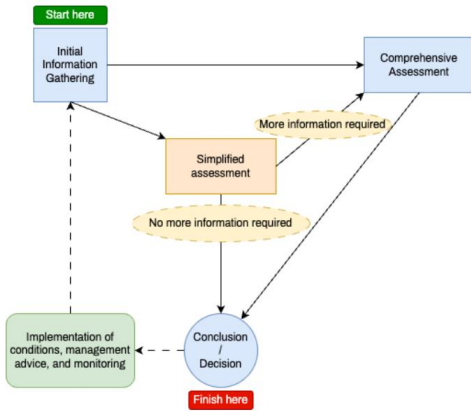 Start here
Initial
Information
Gathering
Comprehensive
Assessment
More information required
Simplified
assessment
No more information required
Implementation of
conditions, management
advice, and monitoring
Conclusion
/
Decision
Finish here